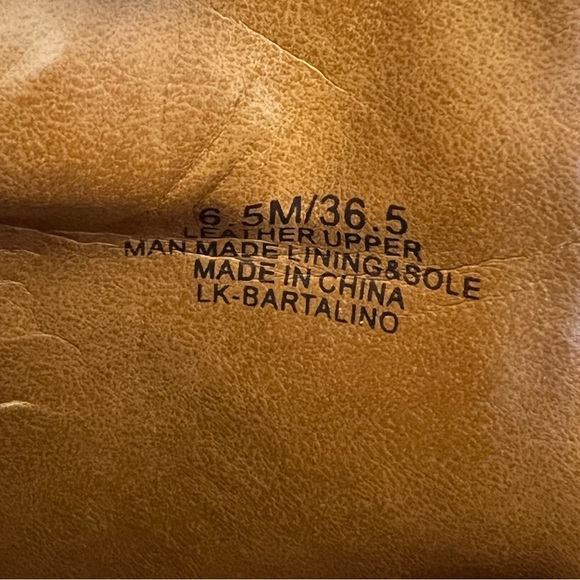 6.5M/36.5
LEATHER UPPER
MAN MADE LINING&SOLE
MADE IN CHINA
LK-BARTALINO